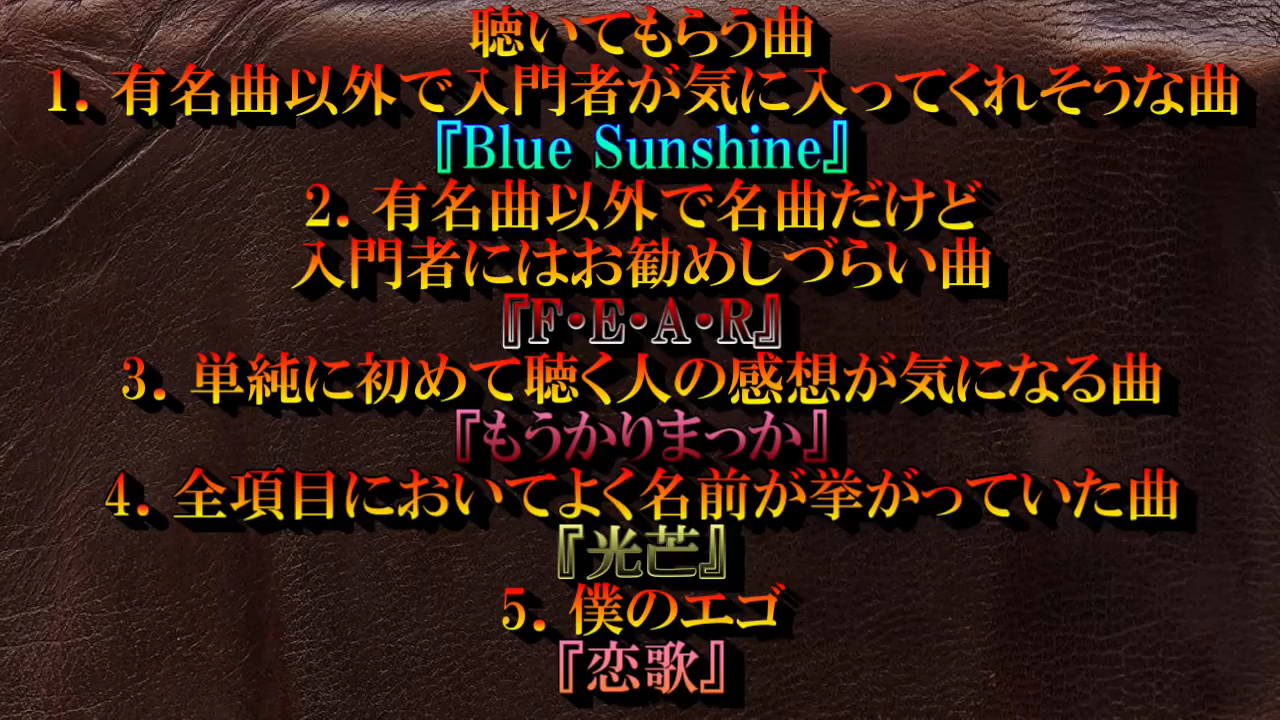 聴いてもらう曲
1. 有名曲以外で入門者が気に入ってくれそうな曲
『Blue Sunshine』
2. 有名曲以外で名曲だけど
入門者にはお勧めしづらい曲
『F・E・A・R』
3. 単純に初めて聴く人の感想が気になる曲
『もうかりまっか』
4. 全項目においてよく名前が挙がっていた曲
『光芒』
5. 僕のエゴ
『恋歌』